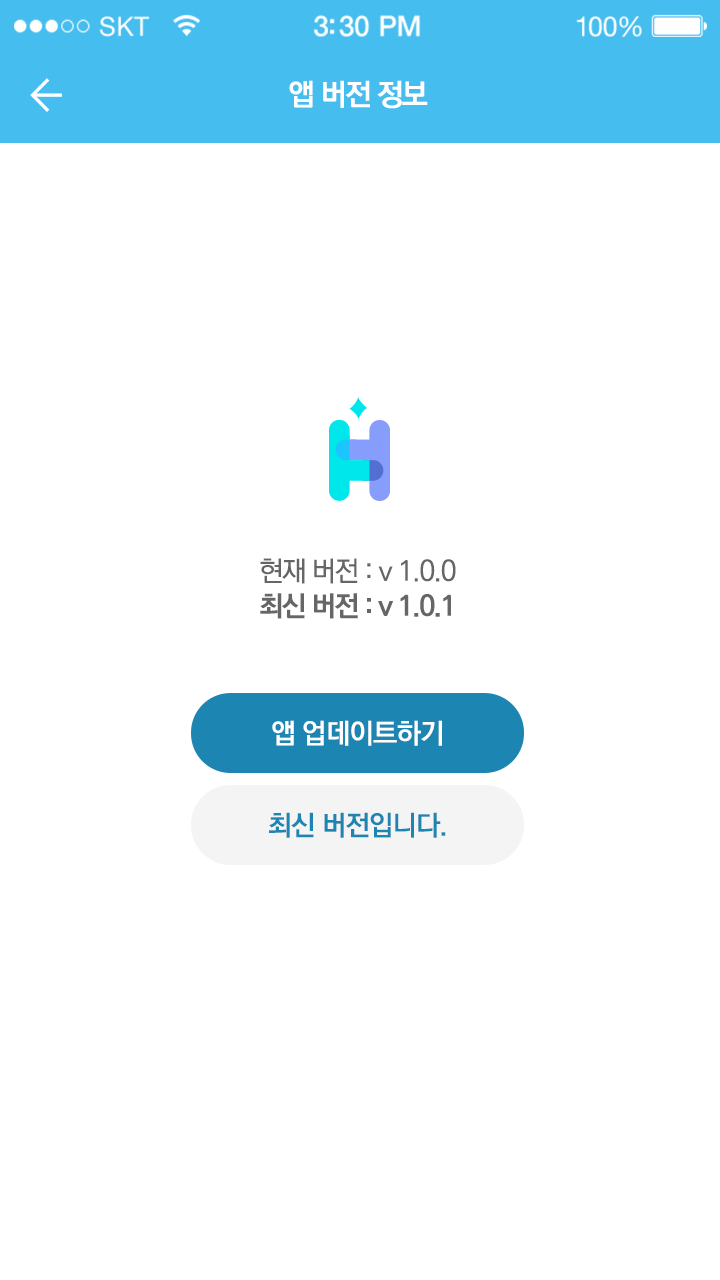 SKT 3:30 PM 100%
앱 버전 정보
현재 버전 : v 1.0.0
최신 버전 : v 1.0.1
앱 업데이트하기
최신 버전입니다.